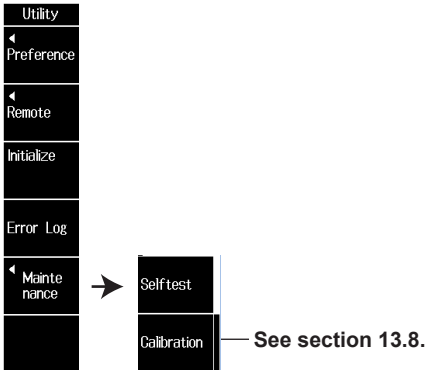 Utility
Preference
Remote
Initialize
Error Log
Mainte
nance
Selftest
Calibration
See section 13.8.